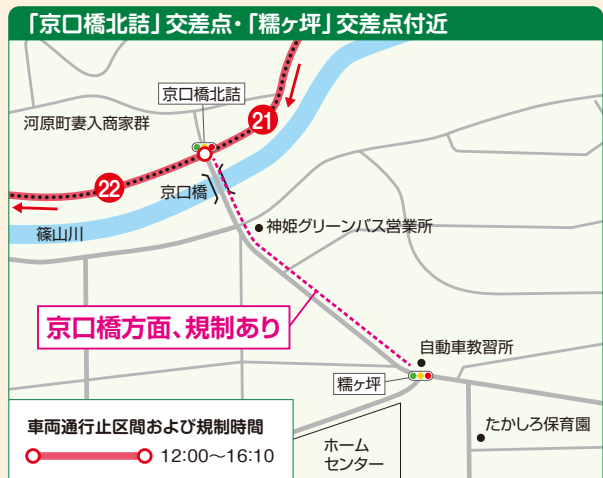 「京口橋北詰」交差点・「糯ヶ坪」交差点付近
京口橋北詰
河原町妻入商家群
21
22
京口橋
篠山川
神姫グリーンバス営業所
京口橋方面、規制あり
自動車教習所
糯ヶ坪
車両通行止区間および規制時間
12:00〜16:10
ホーム
センター
たかしろ保育園